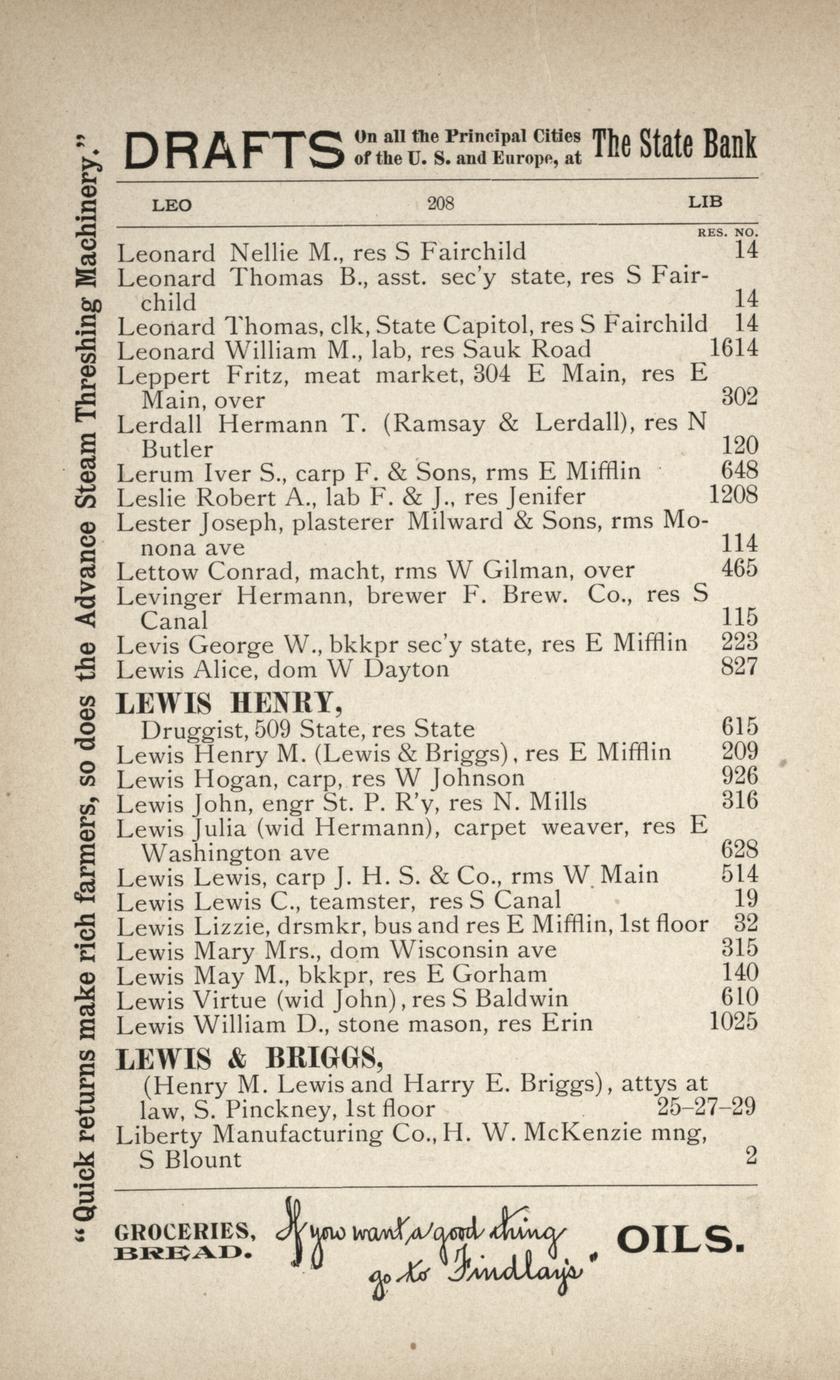 DRAFTS On all the Principal Cities of the U. S. and Europe, at The State Bank
LEO 208 LIB
RES. NO.
Leonard Nellie M., res S Fairchild 14
Leonard Thomas B., asst. sec'y state, res S Fair-
child 14
Leonard Thomas, clk, State Capitol, res S Fairchild 14
Leonard William M., lab, res Sauk Road 1614
Leppert Fritz, meat market, 304 E Main, res E
Main, over 302
Lerdall Hermann T. (Ramsay & Lerdall), res N
Butler 120
Lerum Iver S., carp F. & Sons, rms E Mifflin 648
Leslie Robert A., lab F. & J., res Jenifer 1208
Lester Joseph, plasterer Milward & Sons, rms Mo-
nona ave 114
Lettow Conrad, macht, rms W Gilman, over 465
Levinger Hermann, brewer F. Brew. Co., res S
Canal 115
Levis George W., bkkpr sec'y state, res E Mifflin 223
Lewis Alice, dom W Dayton 827
LEWIS HENRY,
Druggist, 509 State, res State 615
Lewis Henry M. (Lewis & Briggs), res E Mifflin 209
Lewis Hogan, carp, res W Johnson 926
Lewis John, engr St. P. R'y, res N. Mills 316
Lewis Julia (wid Hermann), carpet weaver, res E
Washington ave 628
Lewis Lewis, carp J. H. S. & Co., rms W Main 514
Lewis Lewis C., teamster, res S Canal 19
Lewis Lizzie, drsmkr, bus and res E Mifflin, 1st floor 32
Lewis Mary Mrs., dom Wisconsin ave 315
Lewis May M., bkkpr, res E Gorham 140
Lewis Virtue (wid John), res S Baldwin 610
Lewis William D., stone mason, res Erin 1025
LEWIS & BRIGGS,
(Henry M. Lewis and Harry E. Briggs), attys at
law, S. Pinckney, 1st floor 25–27–29
Liberty Manufacturing Co., H. W. McKenzie mng,
S Blount 2
GROCERIES,
BREAD.
If you want a good thing
go to Findlay's.
OILS.
"Quick returns make rich farmers, so does the Advance Steam Threshing Machinery."